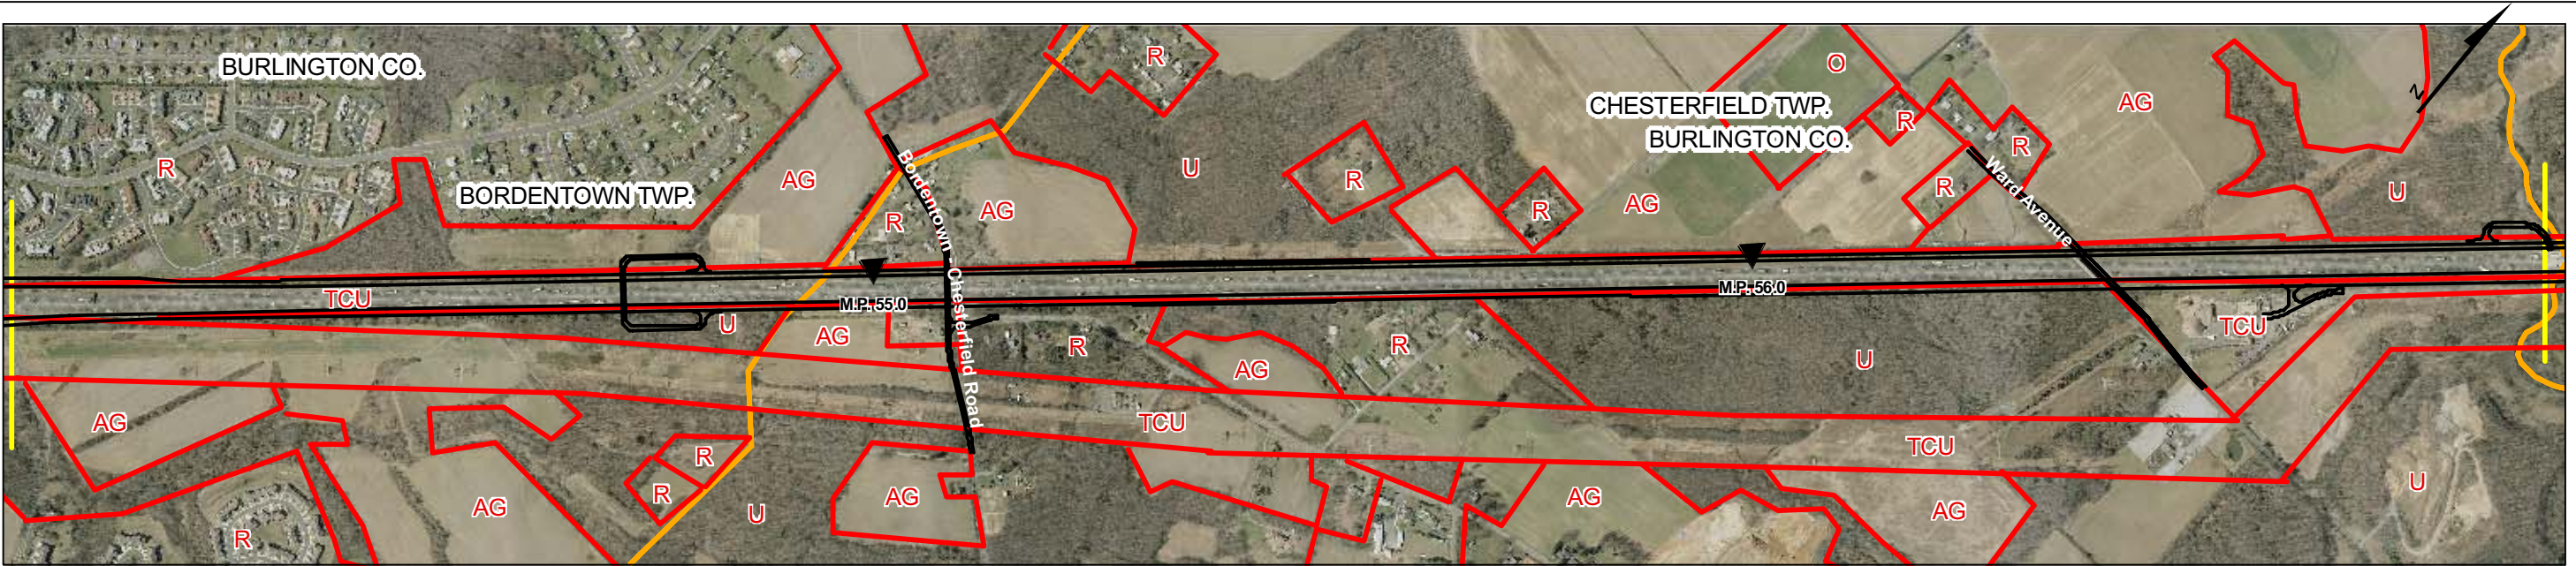 BURLINGTON CO.
R
BORDENTOWN TWP.
AG
R
AG
R
U
R
R
AG
CHESTERFIELD TWP.
BURLINGTON CO.
O
R
R
R
AG
U
N
Bordentown - Chesterfield Road
Ward Avenue
TCU
U
M.P. 55.0
M.P. 56.0
AG
R
AG
R
U
TCU
AG
R
AG
R
R
U
AG
TCU
AG
TCU
AG
U